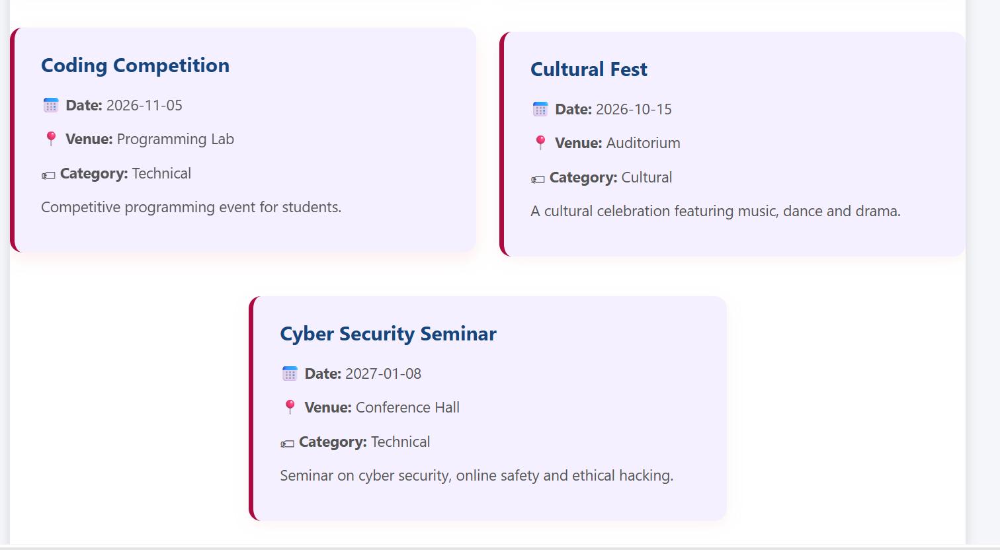 Coding Competition
Date: 2026-11-05
Venue: Programming Lab
Category: Technical
Competitive programming event for students.
Cultural Fest
Date: 2026-10-15
Venue: Auditorium
Category: Cultural
A cultural celebration featuring music, dance and drama.
Cyber Security Seminar
Date: 2027-01-08
Venue: Conference Hall
Category: Technical
Seminar on cyber security, online safety and ethical hacking.